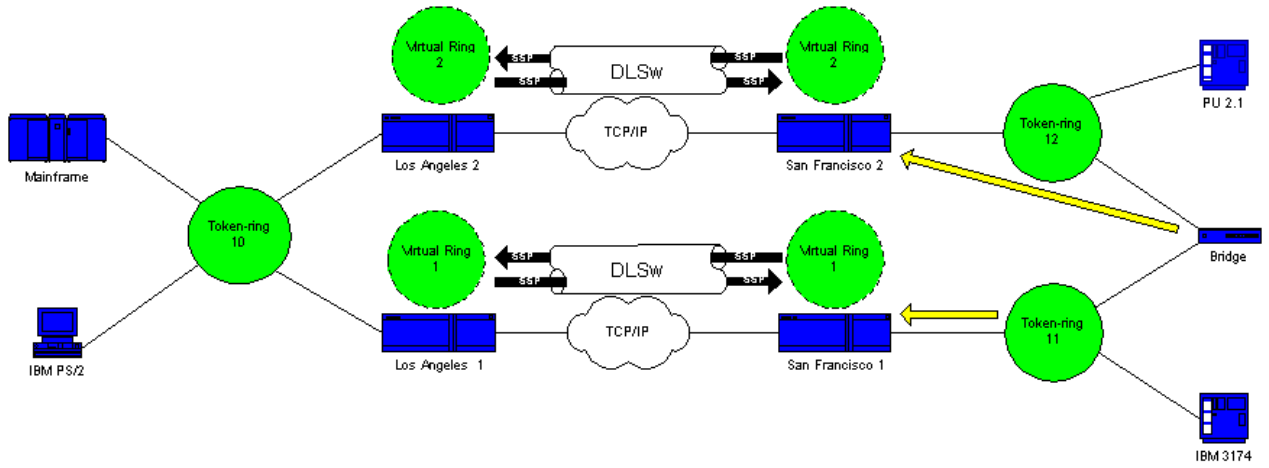 Virtual Ring
2
SSP
SSP
DLSw
SSP
SSP
Virtual Ring
2
PU 2.1
Token-ring
12
TCP/IP
Mainframe
Los Angeles 2
San Francisco 2
Token-ring
10
Virtual Ring
1
SSP
SSP
DLSw
SSP
SSP
Virtual Ring
1
Bridge
TCP/IP
Token-ring
11
IBM PS/2
Los Angeles 1
San Francisco 1
IBM 3174